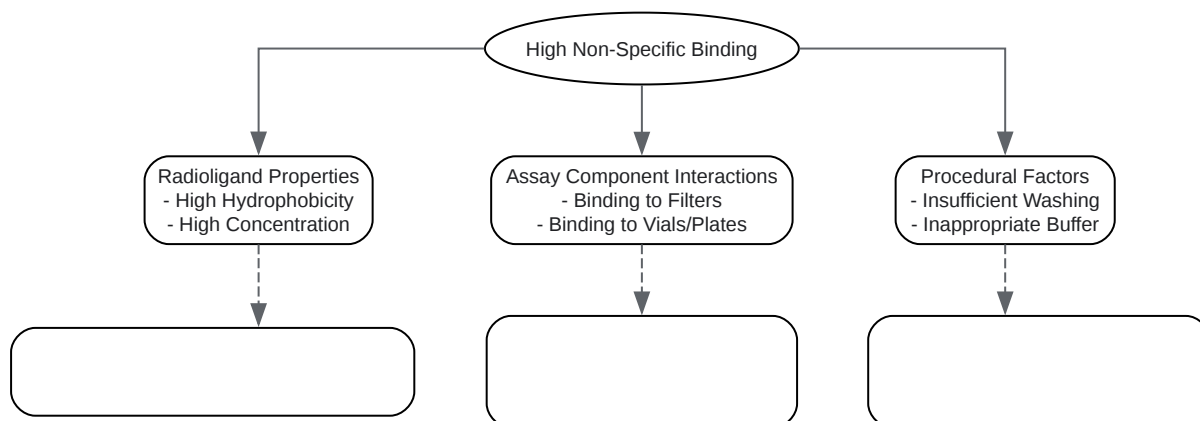 High Non-Specific Binding
Radioligand Properties
- High Hydrophobicity
- High Concentration
Assay Component Interactions
- Binding to Filters
- Binding to Vials/Plates
Procedural Factors
- Insufficient Washing
- Inappropriate Buffer